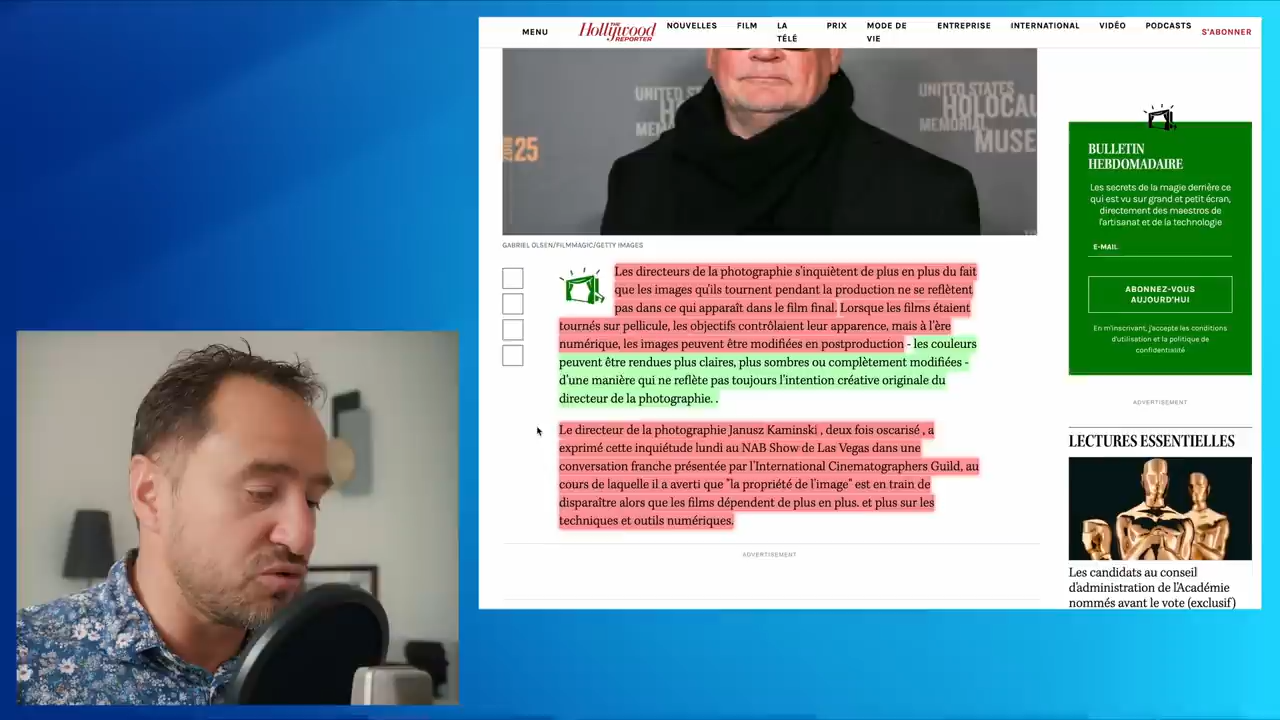 MENU
THE
Hollywood
REPORTER
NOUVELLES
FILM
LA
TÉLÉ
PRIX
MODE DE
VIE
ENTREPRISE
INTERNATIONAL
VIDÉO
PODCASTS
S'ABONNER
UNITED STATES
HOLOCAU
MEMORIAL
MUSE
25
GABRIEL OLSEN/FILMMAGIC/GETTY IMAGES
Les directeurs de la photographie s'inquiètent de plus en plus du fait
que les images qu'ils tournent pendant la production ne se reflètent
pas dans ce qui apparaît dans le film final. Lorsque les films étaient
tournés sur pellicule, les objectifs contrôlaient leur apparence, mais à l'ère
numérique, les images peuvent être modifiées en postproduction - les couleurs
peuvent être rendues plus claires, plus sombres ou complètement modifiées -
d'une manière qui ne reflète pas toujours l'intention créative originale du
directeur de la photographie. .
Le directeur de la photographie Janusz Kaminski , deux fois oscarisé , a
exprimé cette inquiétude lundi au NAB Show de Las Vegas dans une
conversation franche présentée par l'International Cinematographers Guild, au
cours de laquelle il a averti que "la propriété de l'image" est en train de
disparaître alors que les films dépendent de plus en plus. et plus sur les
techniques et outils numériques.
ADVERTISEMENT
BULLETIN
HEBDOMADAIRE
Les secrets de la magie derrière ce
qui est vu sur grand et petit écran,
directement des maestros de
l'artisanat et de la technologie
E-MAIL
ABONNEZ-VOUS
AUJOURD'HUI
En m'inscrivant, j'accepte les conditions
d'utilisation et la politique de
confidentialité
ADVERTISEMENT
LECTURES ESSENTIELLES
Les candidats au conseil
d'administration de l'Académie
nommés avant le vote (exclusif)